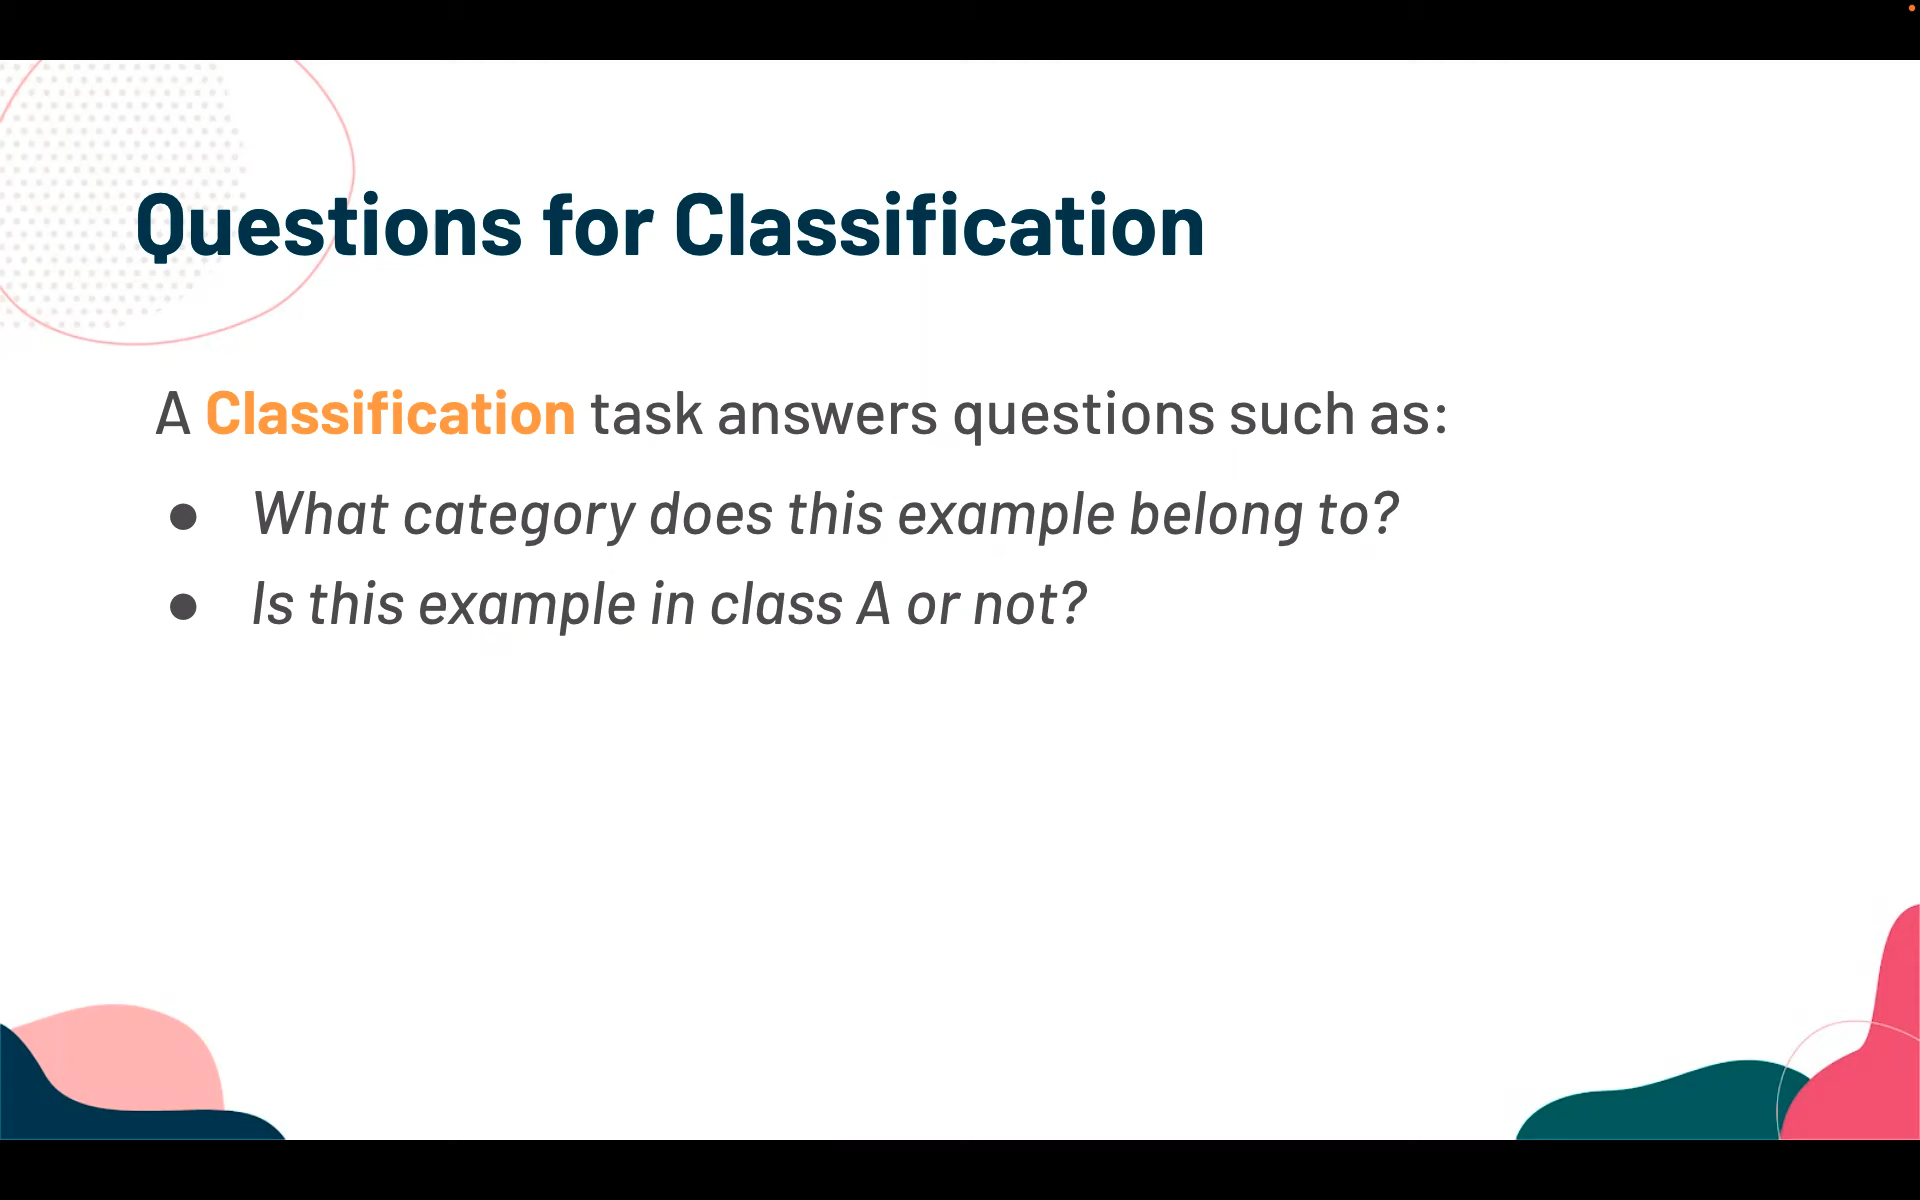 Questions for Classification
A Classification task answers questions such as:
● What category does this example belong to?
● Is this example in class A or not?